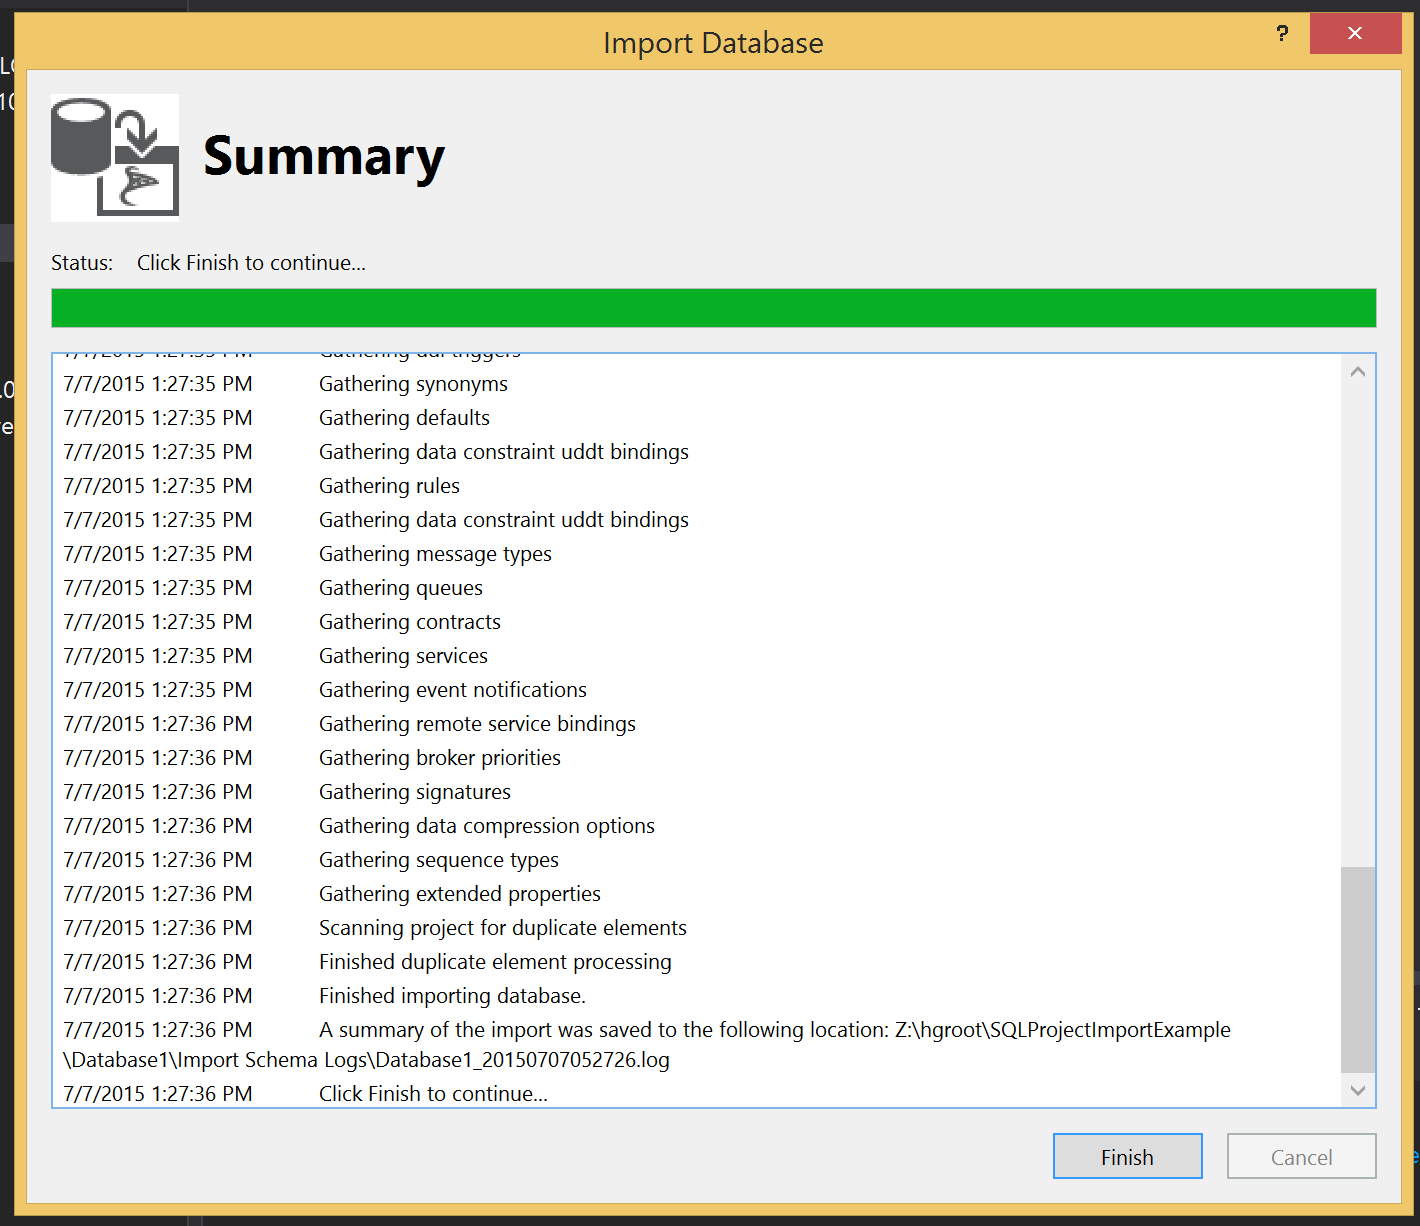 Import Database
?
Summary
Status: Click Finish to continue...
7/7/2015 1:27:35 PM Gathering ddl triggers
7/7/2015 1:27:35 PM Gathering synonyms
7/7/2015 1:27:35 PM Gathering defaults
7/7/2015 1:27:35 PM Gathering data constraint uddt bindings
7/7/2015 1:27:35 PM Gathering rules
7/7/2015 1:27:35 PM Gathering data constraint uddt bindings
7/7/2015 1:27:35 PM Gathering message types
7/7/2015 1:27:35 PM Gathering queues
7/7/2015 1:27:35 PM Gathering contracts
7/7/2015 1:27:35 PM Gathering services
7/7/2015 1:27:35 PM Gathering event notifications
7/7/2015 1:27:36 PM Gathering remote service bindings
7/7/2015 1:27:36 PM Gathering broker priorities
7/7/2015 1:27:36 PM Gathering signatures
7/7/2015 1:27:36 PM Gathering data compression options
7/7/2015 1:27:36 PM Gathering sequence types
7/7/2015 1:27:36 PM Gathering extended properties
7/7/2015 1:27:36 PM Scanning project for duplicate elements
7/7/2015 1:27:36 PM Finished duplicate element processing
7/7/2015 1:27:36 PM Finished importing database.
7/7/2015 1:27:36 PM A summary of the import was saved to the following location: Z:\hgroot\SQLProjectImportExample
\Database1\Import Schema Logs\Database1_20150707052726.log
7/7/2015 1:27:36 PM Click Finish to continue...
Finish Cancel